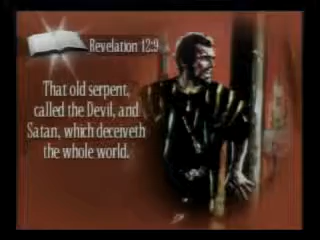 Revelation 12:9
That old serpent,
called the Devil, and
Satan, which deceiveth
the whole world.